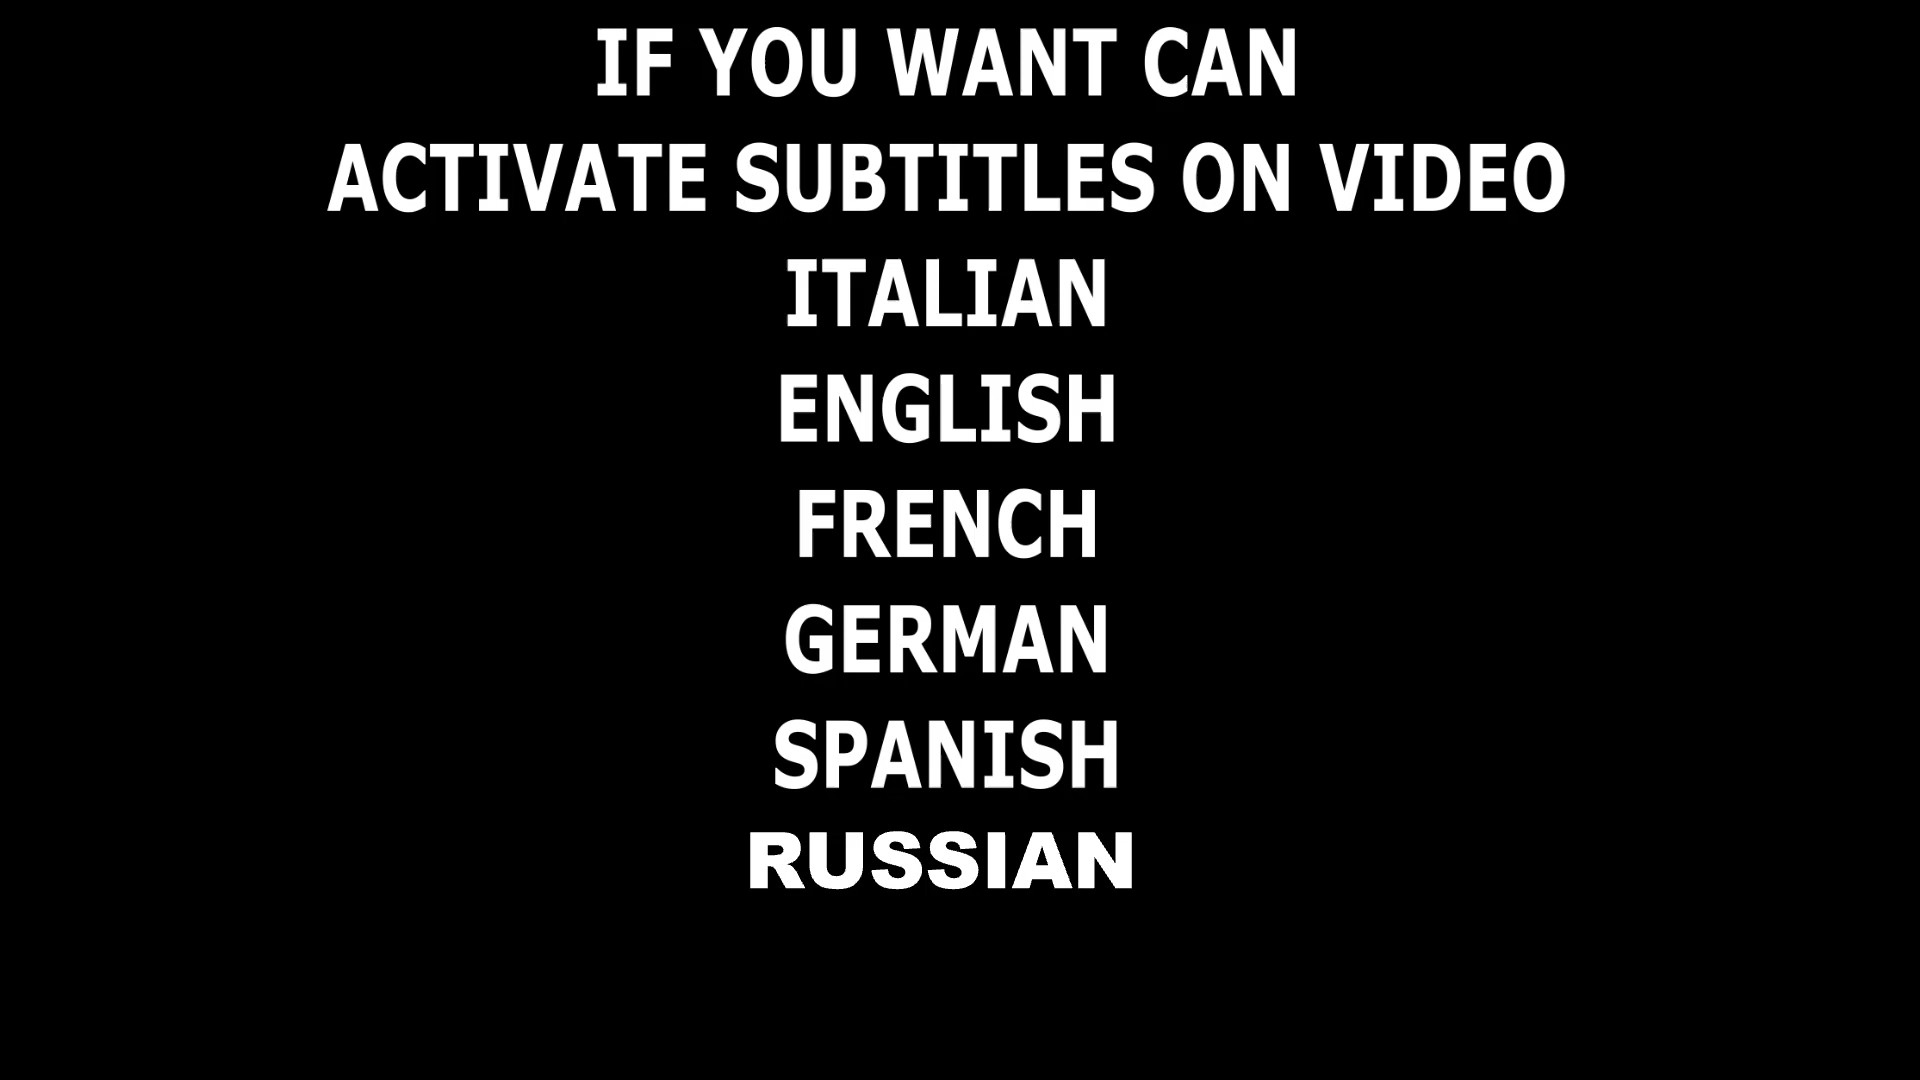 IF YOU WANT CAN
ACTIVATE SUBTITLES ON VIDEO
ITALIAN
ENGLISH
FRENCH
GERMAN
SPANISH
RUSSIAN